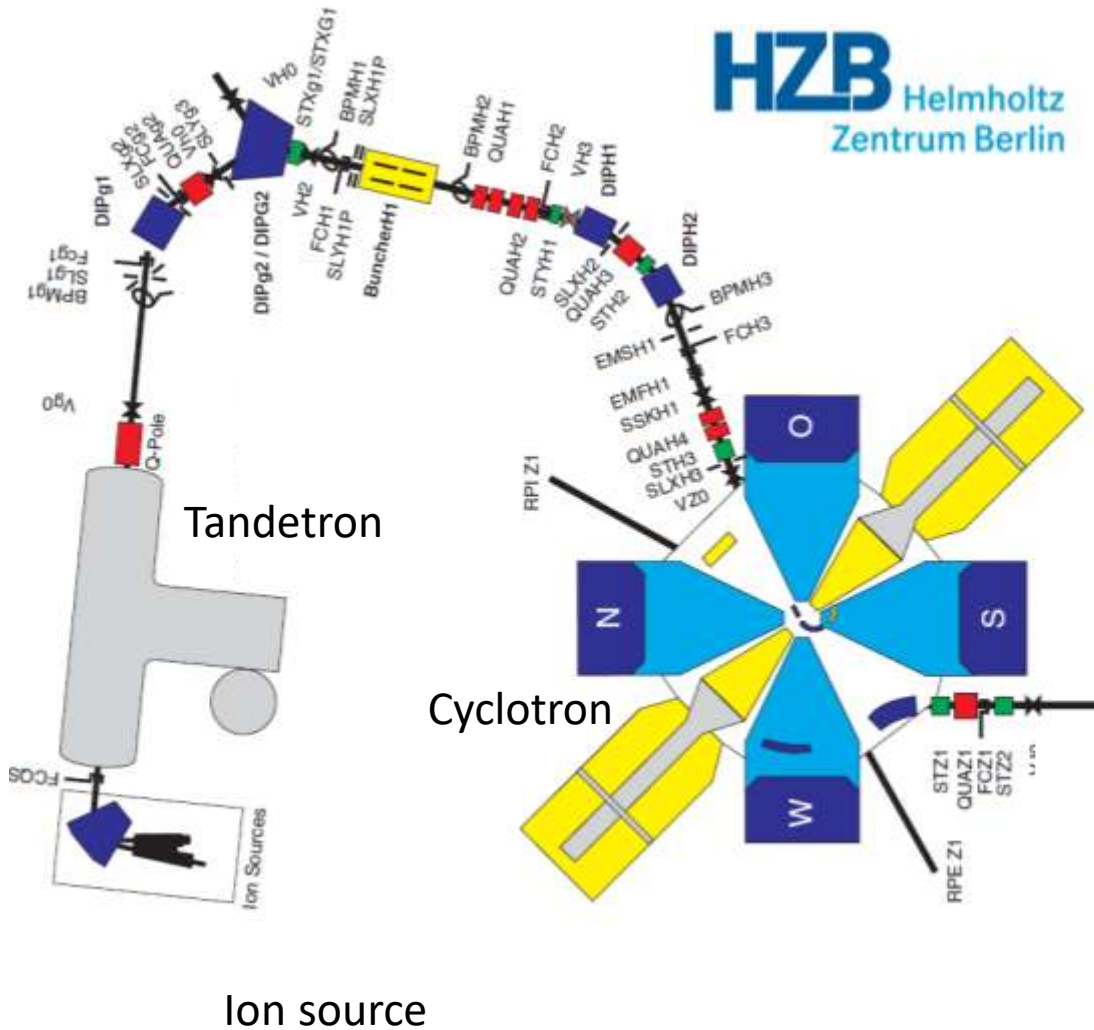 HZB Helmholtz
Zentrum Berlin
VH0
STXg1/STXG1
BPMH1
SLXH1P
BPMH2
QUAH1
FCH2
VH3
DIPH1
DIPH2
SLYg3
Vh0
QUAg2
FCg2
SLXg2
DIPg1
Fcg1
SLg1
BPMg1
DIPg2 / DIPG2
VH2
FCH1
SLYH1P
BuncherH1
QUAH2
STYH1
SLXH2
QUAH3
STH2
BPMH3
FCH3
EMSH1
EMFH1
SSKH1
QUAH4
STH3
SLXH3
VZ0
Vg0
Q-Pole
RPI Z1
O
Tandetron
N
S
Cyclotron
W
STZ1
QUAZ1
FCZ1
STZ2
RPE Z1
FCQS
Ion Sources
Ion source